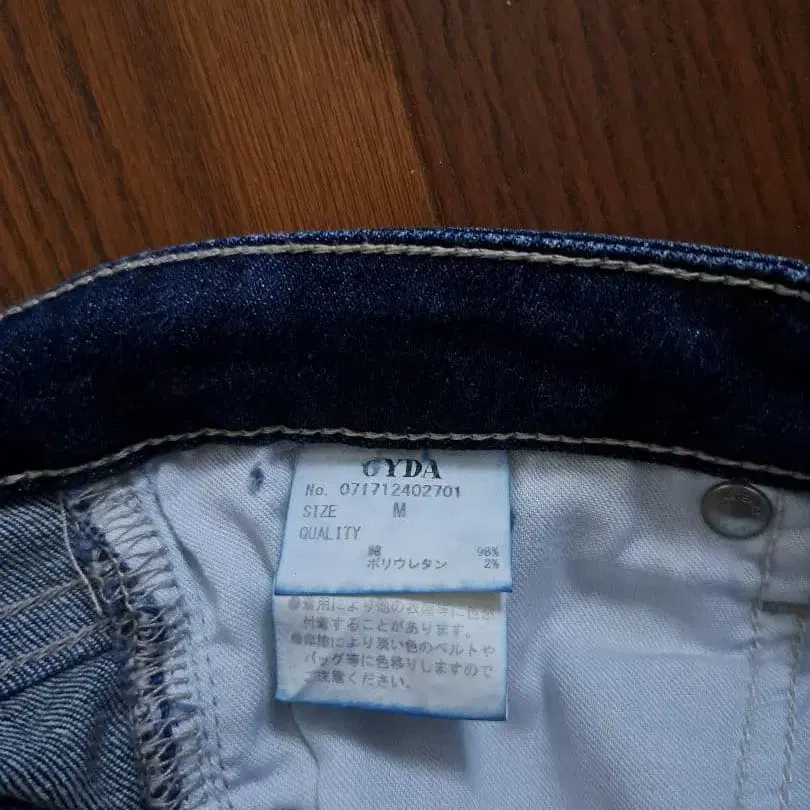 GYDA
No. 071712402701
SIZE M
QUALITY
綿 98%
ポリウレタン 2%
●着用により他の衣類等に色が
付着することがあります。
●摩擦により淡い色のベルトや
バッグ等に色移りしますので
ご注意ください。